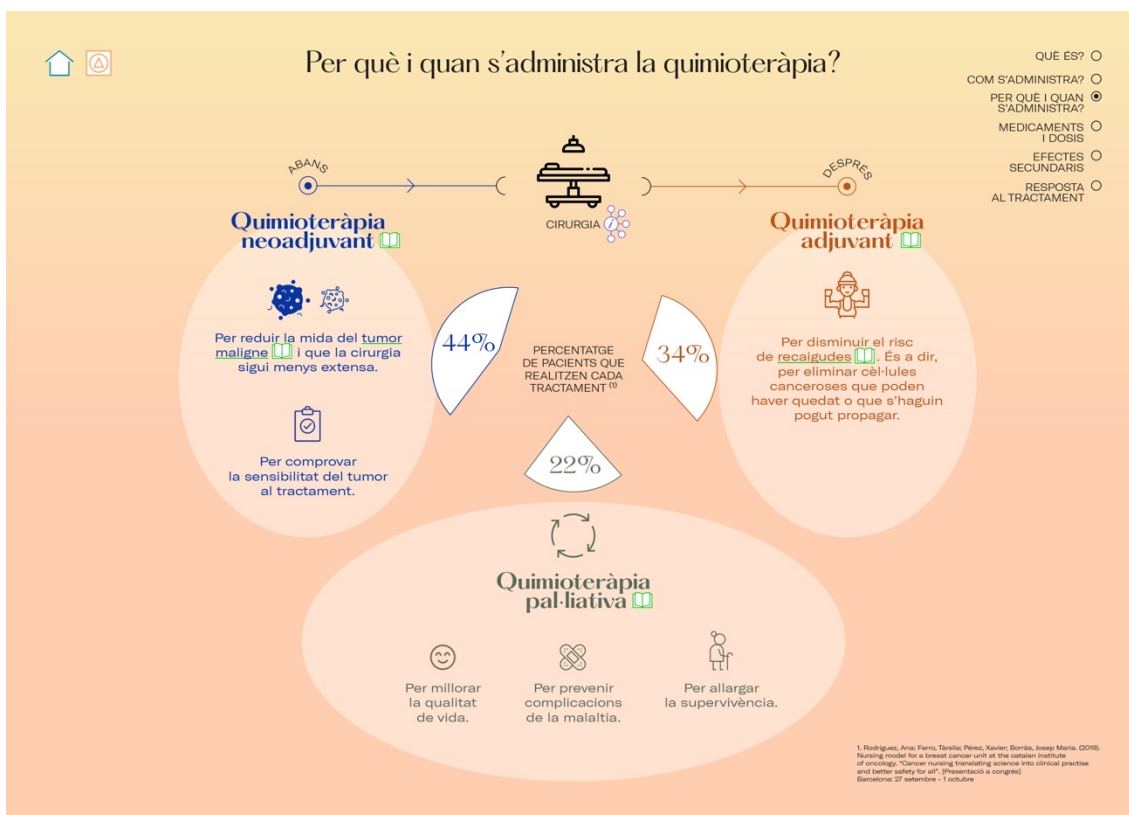 Per què i quan s’administra la quimioteràpia?
QUÈ ÉS?
COM S’ADMINISTRA?
PER QUÈ I QUAN
S’ADMINISTRA?
MEDICAMENTS
I DOSIS
EFECTES
SECUNDARIS
RESPOSTA
AL TRACTAMENT
ABANS
DESPRÉS
CIRURGIA
i
Quimioteràpia
neoadjuvant
Per reduir la mida del tumor
maligne i que la cirurgia
sigui menys extensa.
Per comprovar
la sensibilitat del tumor
al tractament.
44%
PERCENTATGE
DE PACIENTS QUE
REALITZEN CADA
TRACTAMENT (1)
34%
22%
Quimioteràpia
adjuvant
Per disminuir el risc
de recaigudes . És a dir,
per eliminar cèl·lules
canceroses que poden
haver quedat o que s’haguin
pogut propagar.
Quimioteràpia
pal·liativa
Per millorar
la qualitat
de vida.
Per prevenir
complicacions
de la malaltia.
Per allargar
la supervivència.
1. Rodríguez, Ana; Ferro, Tàrsila; Pérez, Xavier; Borràs, Josep Maria. (2019).
Nursing model for a breast cancer unit at the catalan institute
of oncology. “Cancer nursing translating science into clinical practise
and better safety for all”. [Presentació a congrés]
Barcelona: 27 setembre - 1 octubre